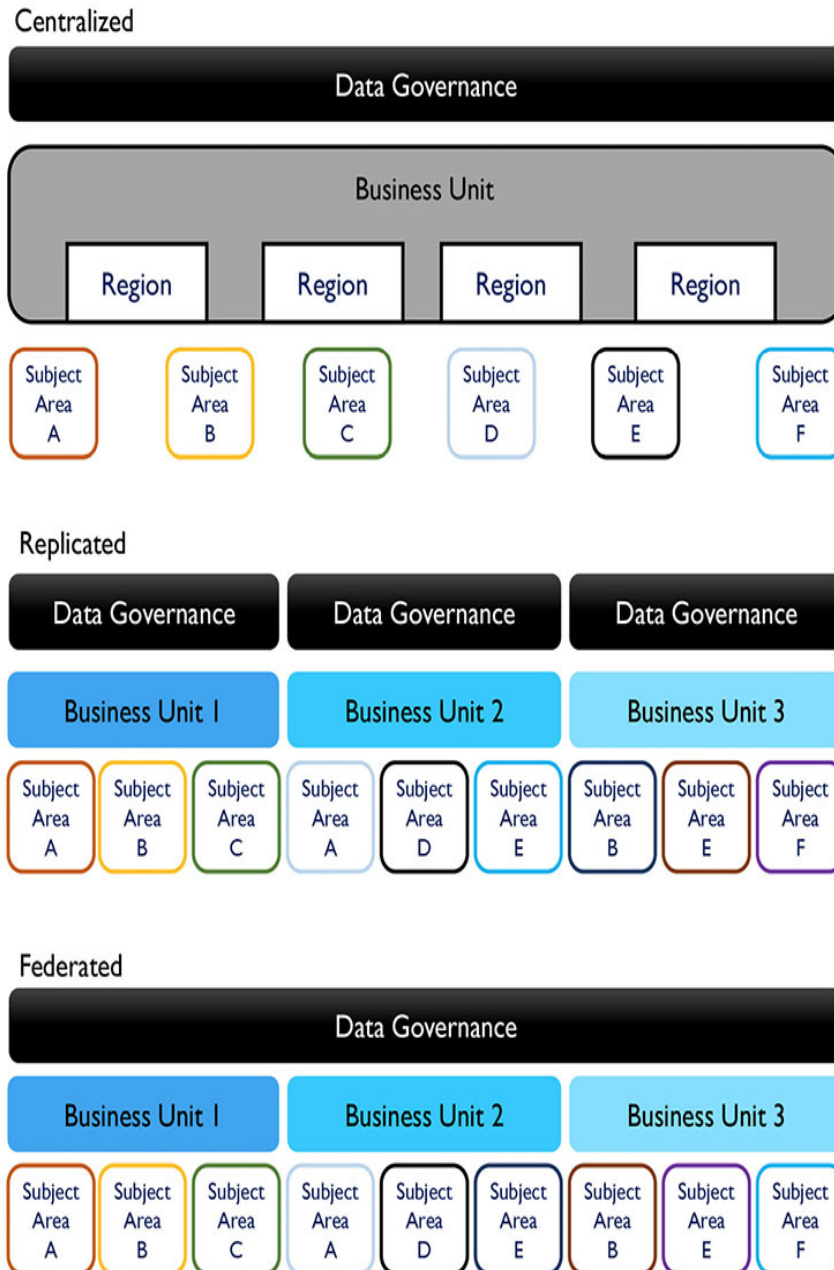 Centralized
Data Governance
Business Unit
Region Region Region Region
Subject Subject Subject Subject Subject Subject
Area Area Area Area Area Area
A B C D E F
Replicated
Data Governance Data Governance Data Governance
Business Unit 1 Business Unit 2 Business Unit 3
Subject Subject Subject Subject Subject Subject Subject Subject Subject
Area Area Area Area Area Area Area Area Area
A B C A D E B E F
Federated
Data Governance
Business Unit 1 Business Unit 2 Business Unit 3
Subject Subject Subject Subject Subject Subject Subject Subject Subject
Area Area Area Area Area Area Area Area Area
A B C A D E B E F